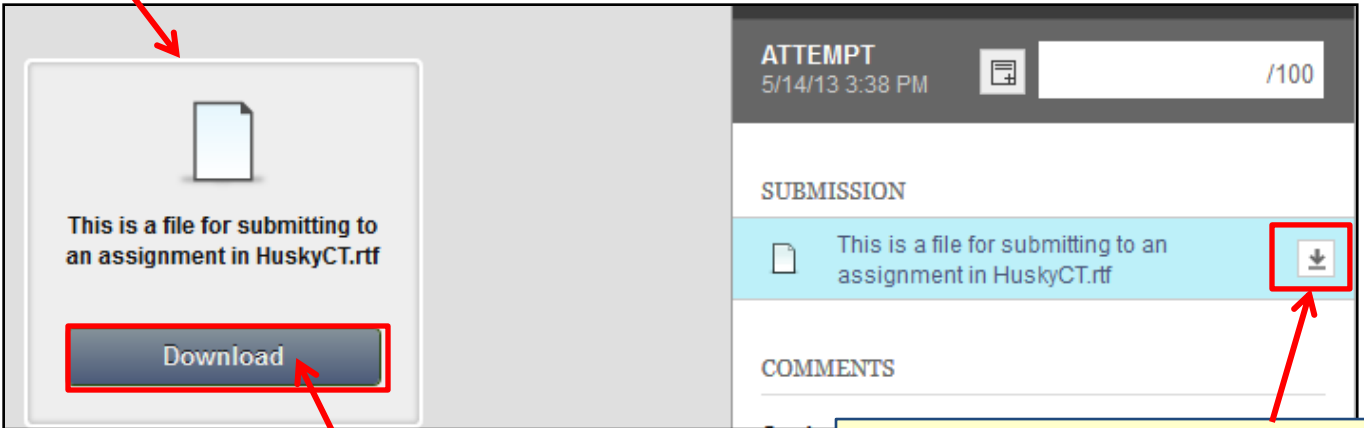 This is a file for submitting to
an assignment in HuskyCT.rtf
Download
ATTEMPT
5/14/13 3:38 PM
/100
SUBMISSION
This is a file for submitting to an
assignment in HuskyCT.rtf
COMMENTS